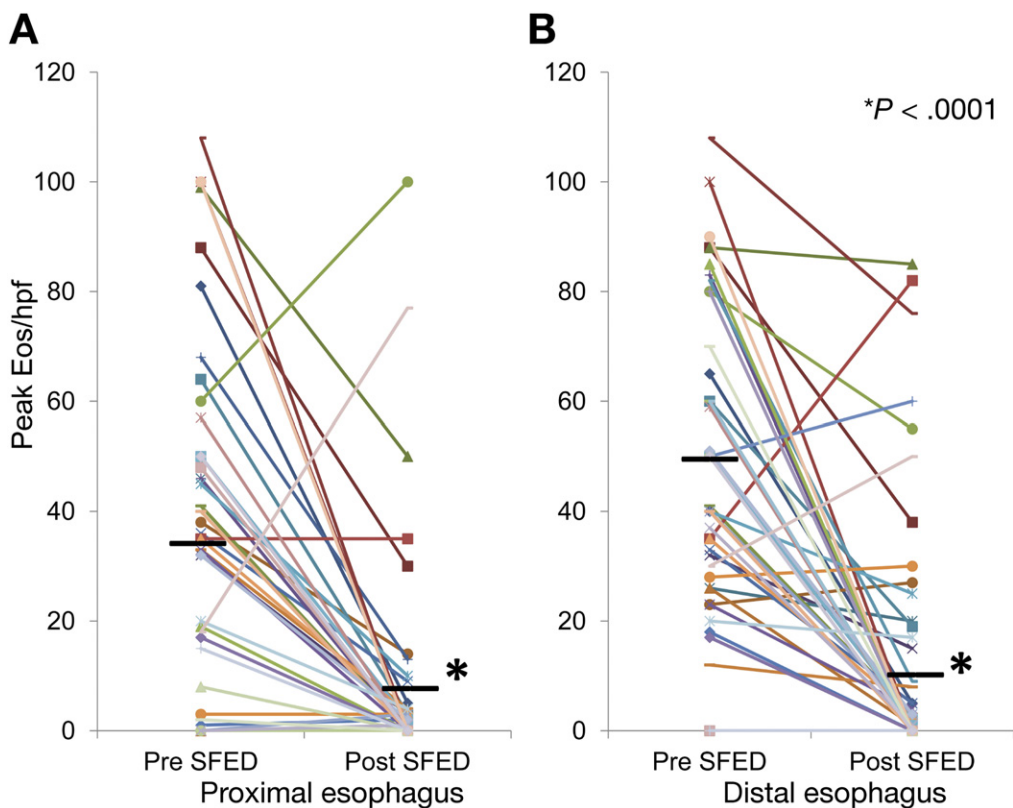 A
B
120
100
80
60
40
20
0
Peak Eos/hpf
Pre SFED
Post SFED
Proximal esophagus
*
120
100
80
60
40
20
0
*P < .0001
*
Pre SFED
Post SFED
Distal esophagus